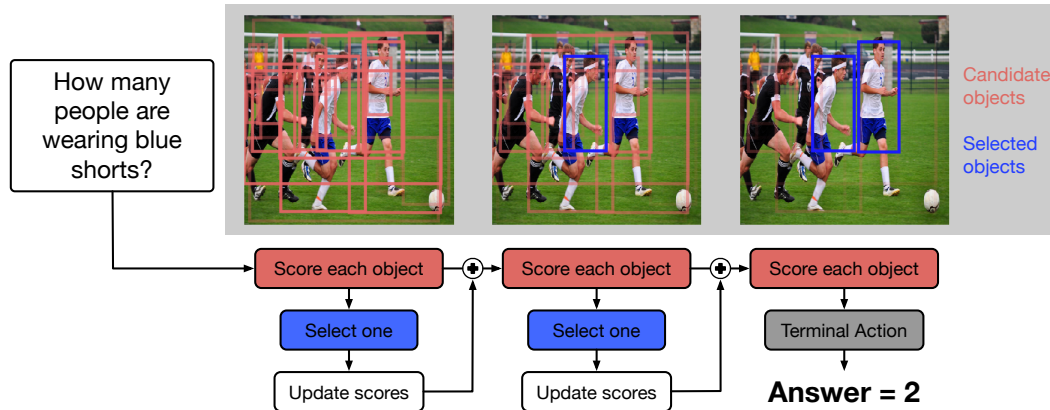 How many
people are
wearing blue
shorts?
Candidate
objects
Selected
objects
Score each object
Score each object
Score each object
Select one
Select one
Terminal Action
Update scores
Update scores
Answer = 2